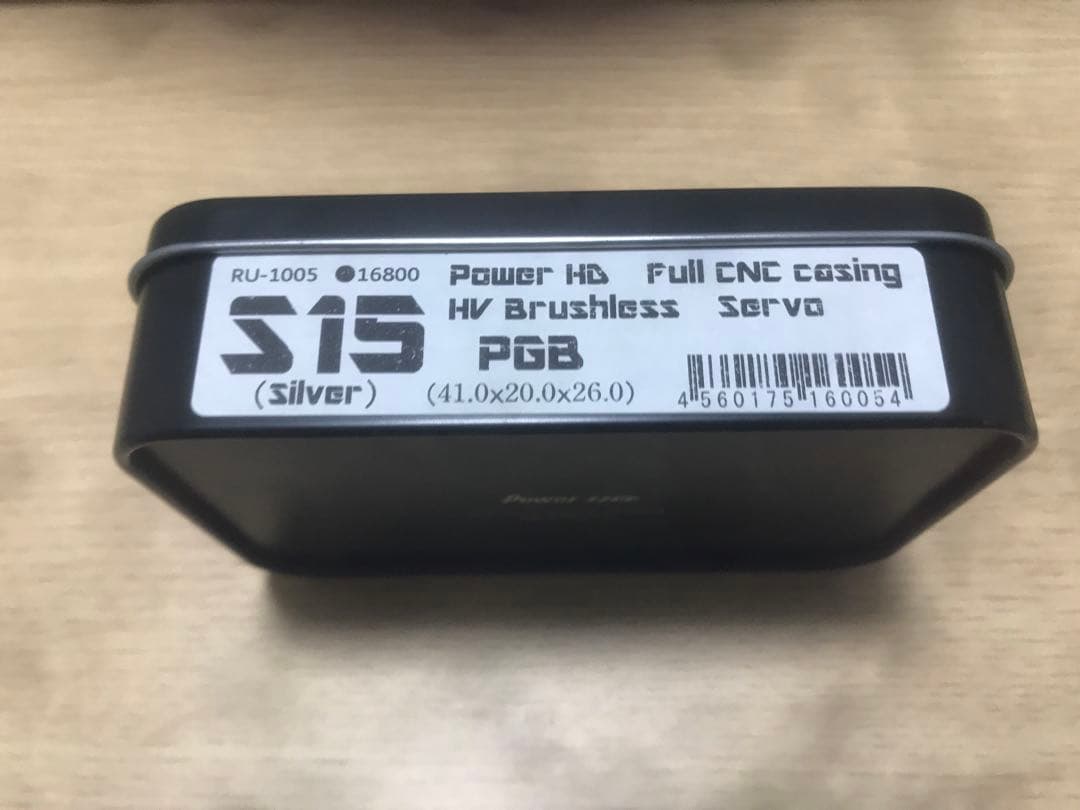 RU-1005 ●16800 Power HD Full CNC casing
S15 HV Brushless Servo
PGB
(Silver) (41.0x20.0x26.0)
4560175160054